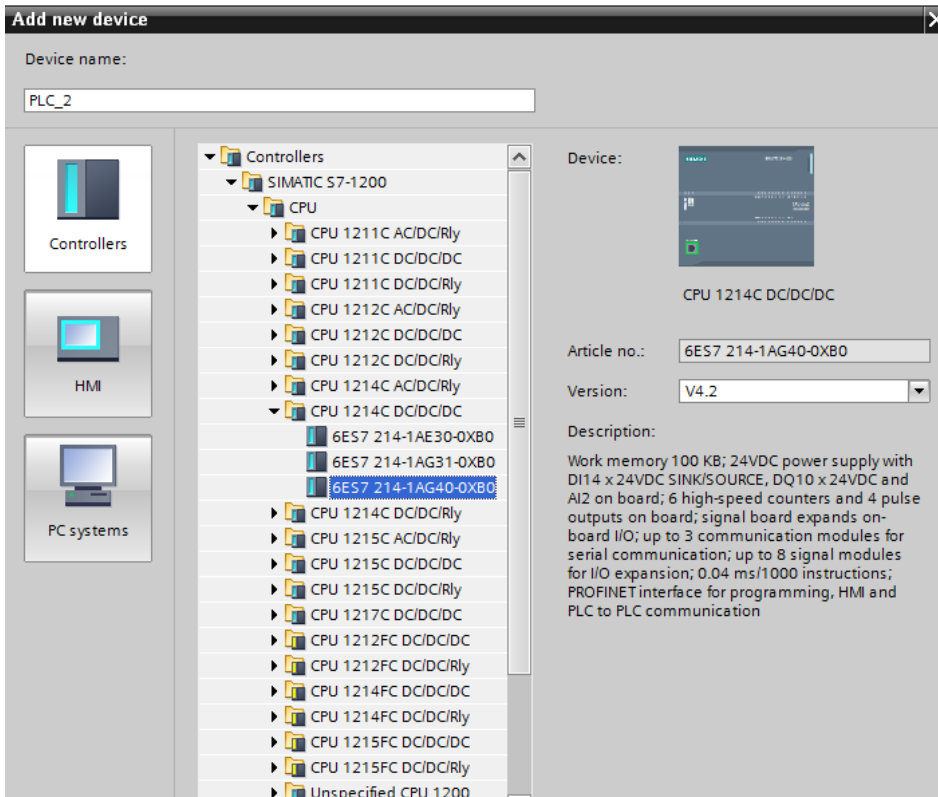 Add new device
Device name:
PLC_2
Controllers
HMI
PC systems
Controllers
SIMATIC S7-1200
CPU
CPU 1211C AC/DC/Rly
CPU 1211C DC/DC/DC
CPU 1211C DC/DC/Rly
CPU 1212C AC/DC/Rly
CPU 1212C DC/DC/DC
CPU 1212C DC/DC/Rly
CPU 1214C AC/DC/Rly
CPU 1214C DC/DC/DC
6ES7 214-1AE30-0XB0
6ES7 214-1AG31-0XB0
6ES7 214-1AG40-0XB0
CPU 1214C DC/DC/Rly
CPU 1215C AC/DC/Rly
CPU 1215C DC/DC/DC
CPU 1215C DC/DC/Rly
CPU 1217C DC/DC/DC
CPU 1212FC DC/DC/DC
CPU 1212FC DC/DC/Rly
CPU 1214FC DC/DC/DC
CPU 1214FC DC/DC/Rly
CPU 1215FC DC/DC/DC
CPU 1215FC DC/DC/Rly
Unspecified CPU 1200
Device:
CPU 1214C DC/DC/DC
Article no.:
6ES7 214-1AG40-0XB0
Version:
V4.2
Description:
Work memory 100 KB; 24VDC power supply with
DI14 x 24VDC SINK/SOURCE, DQ10 x 24VDC and
AI2 on board; 6 high-speed counters and 4 pulse
outputs on board; signal board expands on-
board I/O; up to 3 communication modules for
serial communication; up to 8 signal modules
for I/O expansion; 0.04 ms/1000 instructions;
PROFINET interface for programming, HMI and
PLC to PLC communication